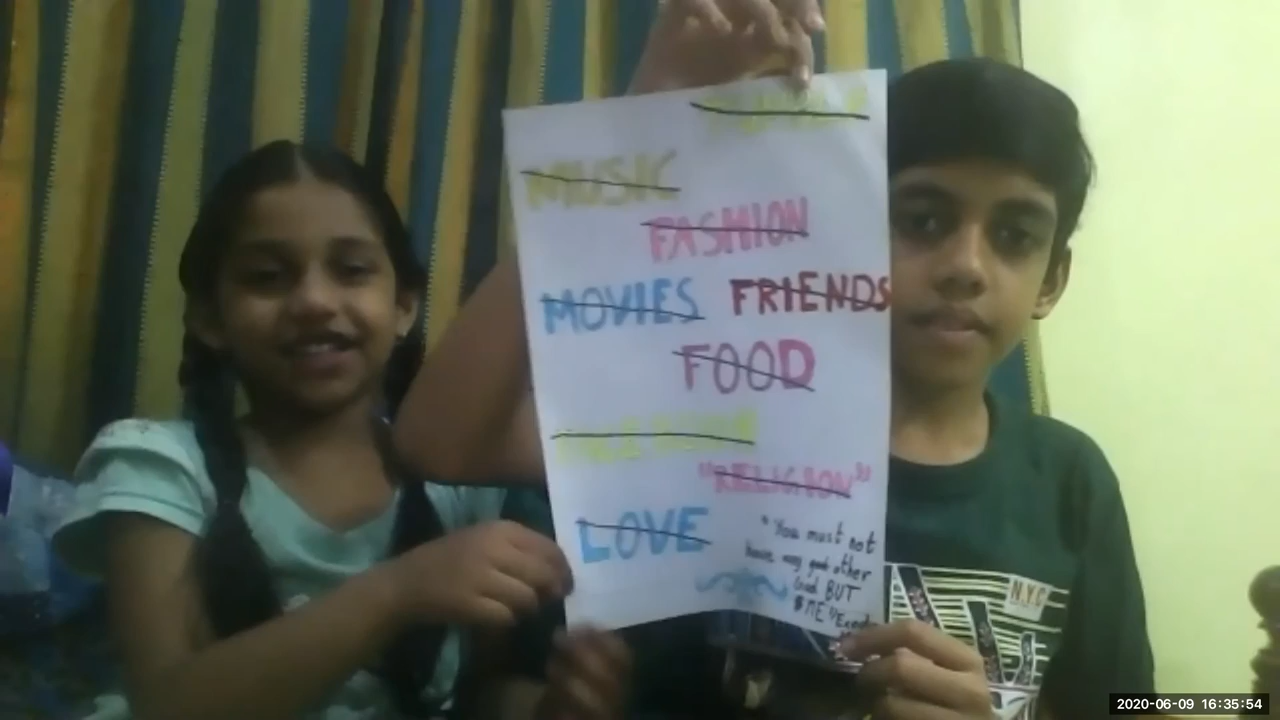 MUSIC
FASHION
MOVIES FRIENDS
FOOD
"RELIGION"
LOVE
"You must not
have any other
God BUT
ME"
N.Y.C
2020-06-09 16:35:54